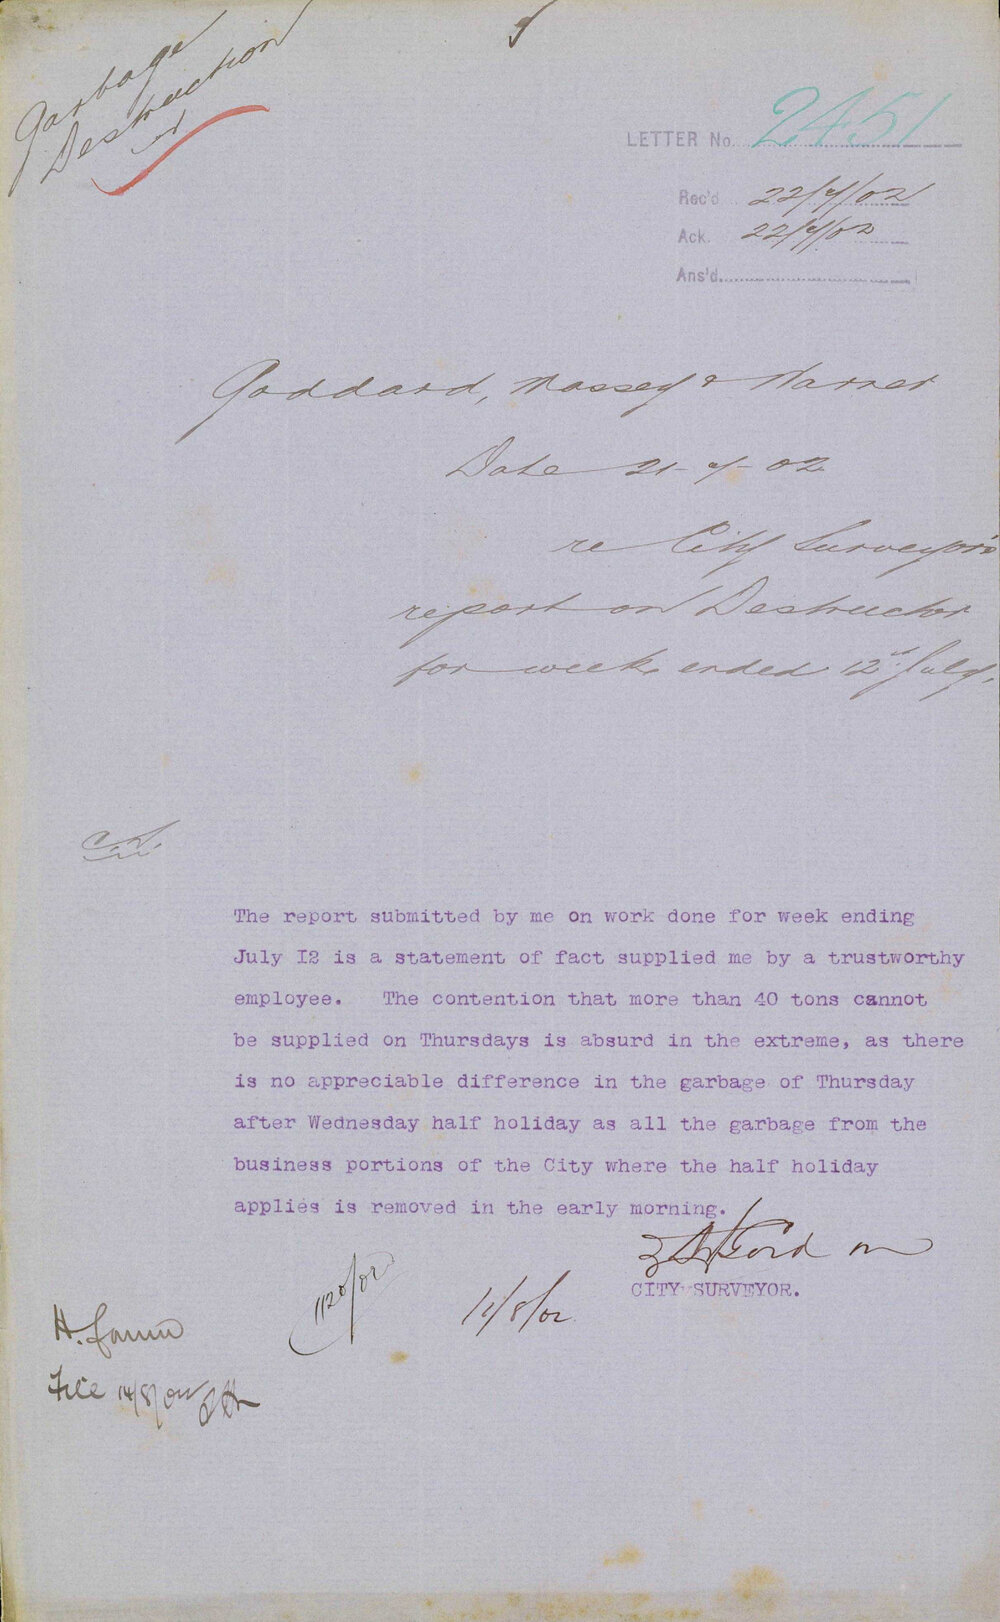 Garbage
Destruction
LETTER No. 2451
Rec'd 22/7/02
Ack. 22/7/02
Ans'd.
Goddard, Massey & Warner
Date 21-7-02
re City Surveyor's
report on Destructor
for week ended 12th July.
The report submitted by me on work done for week ending
July I2 is a statement of fact supplied me by a trustworthy
employee. The contention that more than 40 tons cannot
be supplied on Thursdays is absurd in the extreme, as there
is no appreciable difference in the garbage of Thursday
after Wednesday half holiday as all the garbage from the
business portions of the City where the half holiday
applies is removed in the early morning.
CITY SURVEYOR.
1120/02
/8/02
File 14/8/02